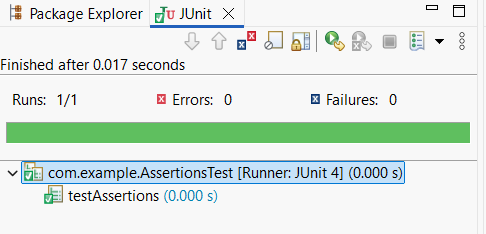 Package Explorer JUnit
Finished after 0.017 seconds
Runs: 1/1 Errors: 0 Failures: 0
com.example.AssertionsTest [Runner: JUnit 4] (0.000 s)
testAssertions (0.000 s)